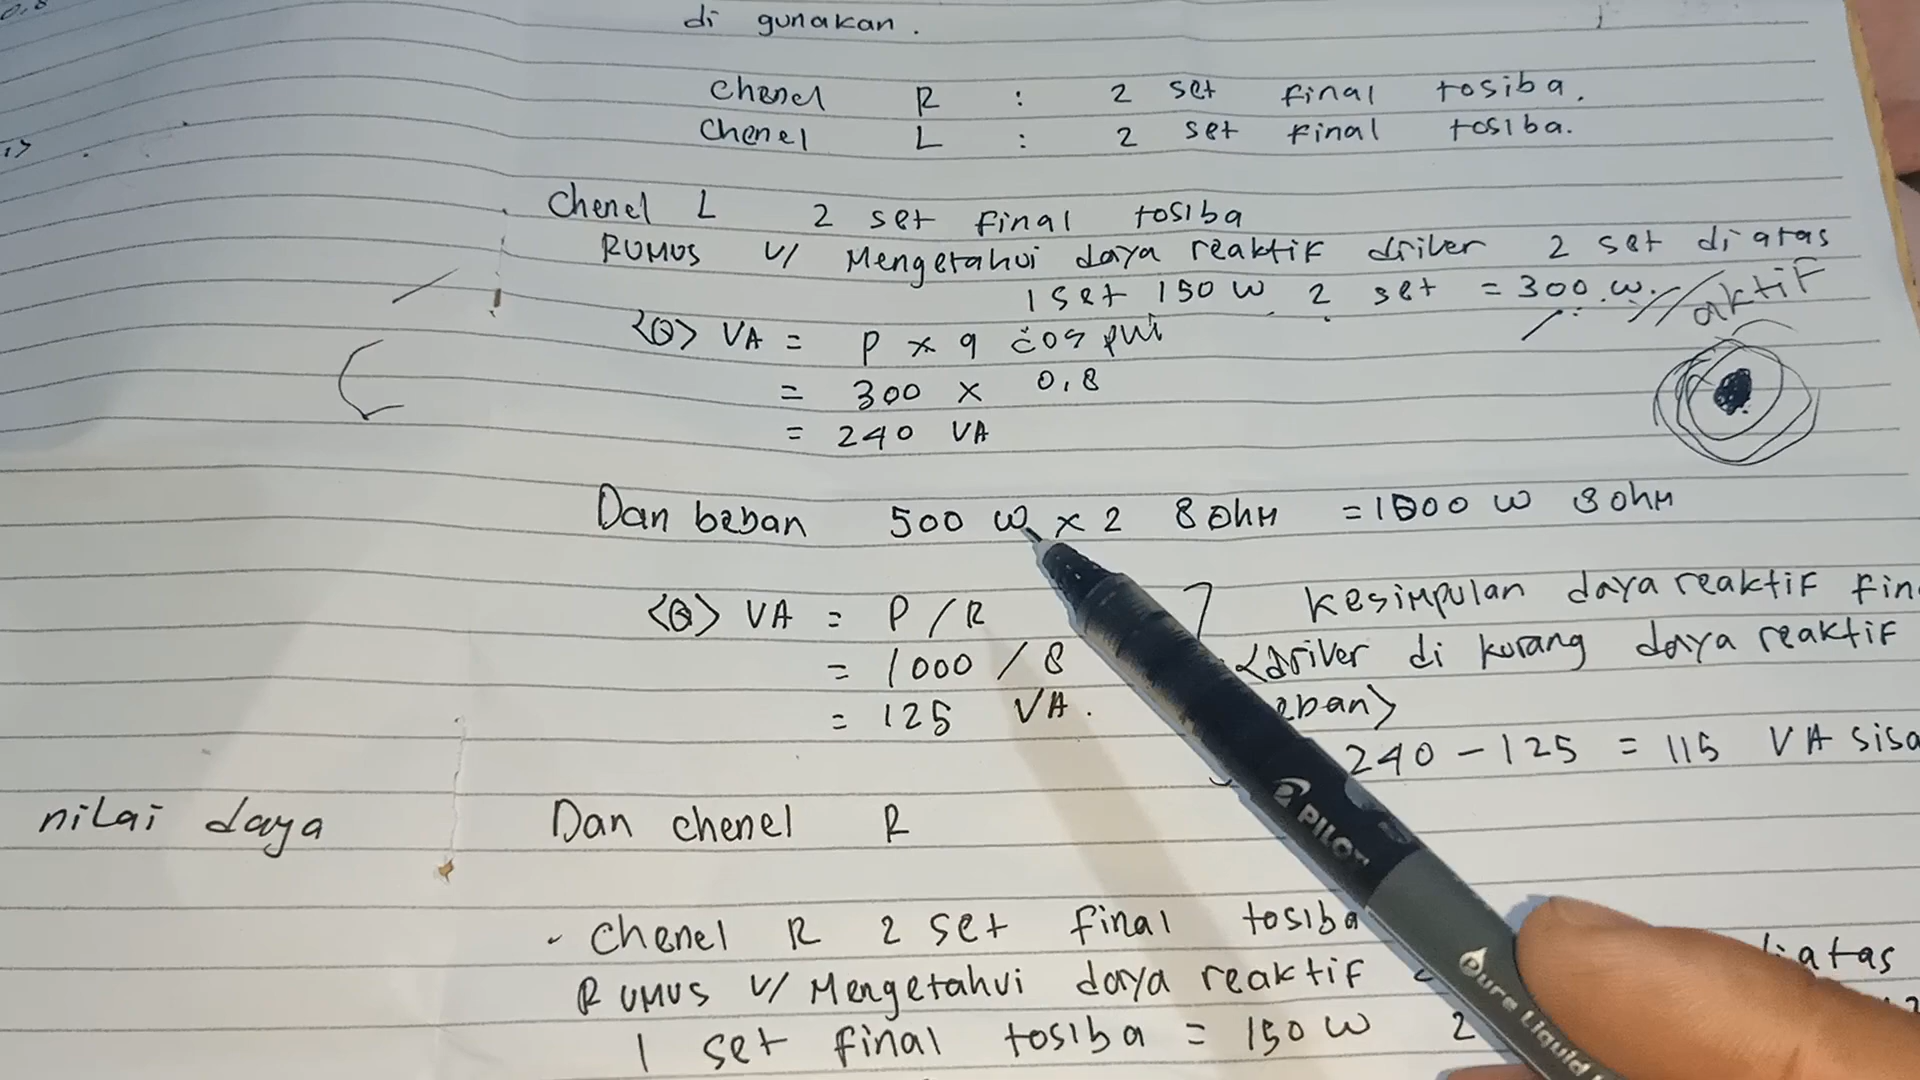 di gunakan.
Chenel R : 2 set final tosiba.
Chenel L : 2 set final tosiba.
Chenel L 2 set final tosiba
RUMUS U/ Mengetahui daya reaktif driver 2 set di atas
1 set 150 W 2 set = 300 W.
aktif
<Q> VA = P x q cos phi
= 300 x 0,8
= 240 VA
Dan beban 500 W x 2 8 ohm = 1000 W 8 ohm
<Q> VA = P / R
= 1000 / 8
= 125 VA.
Kesimpulan daya reaktif
<driver di kurang daya reaktif
240 - 125 = 115 VA sisa
nilai daya
Dan chenel R
- Chenel R 2 set final tosiba
RUMUS U/ Mengetahui daya reaktif
1 set final tosiba = 150 W 2
PILOT
Pure Liquid